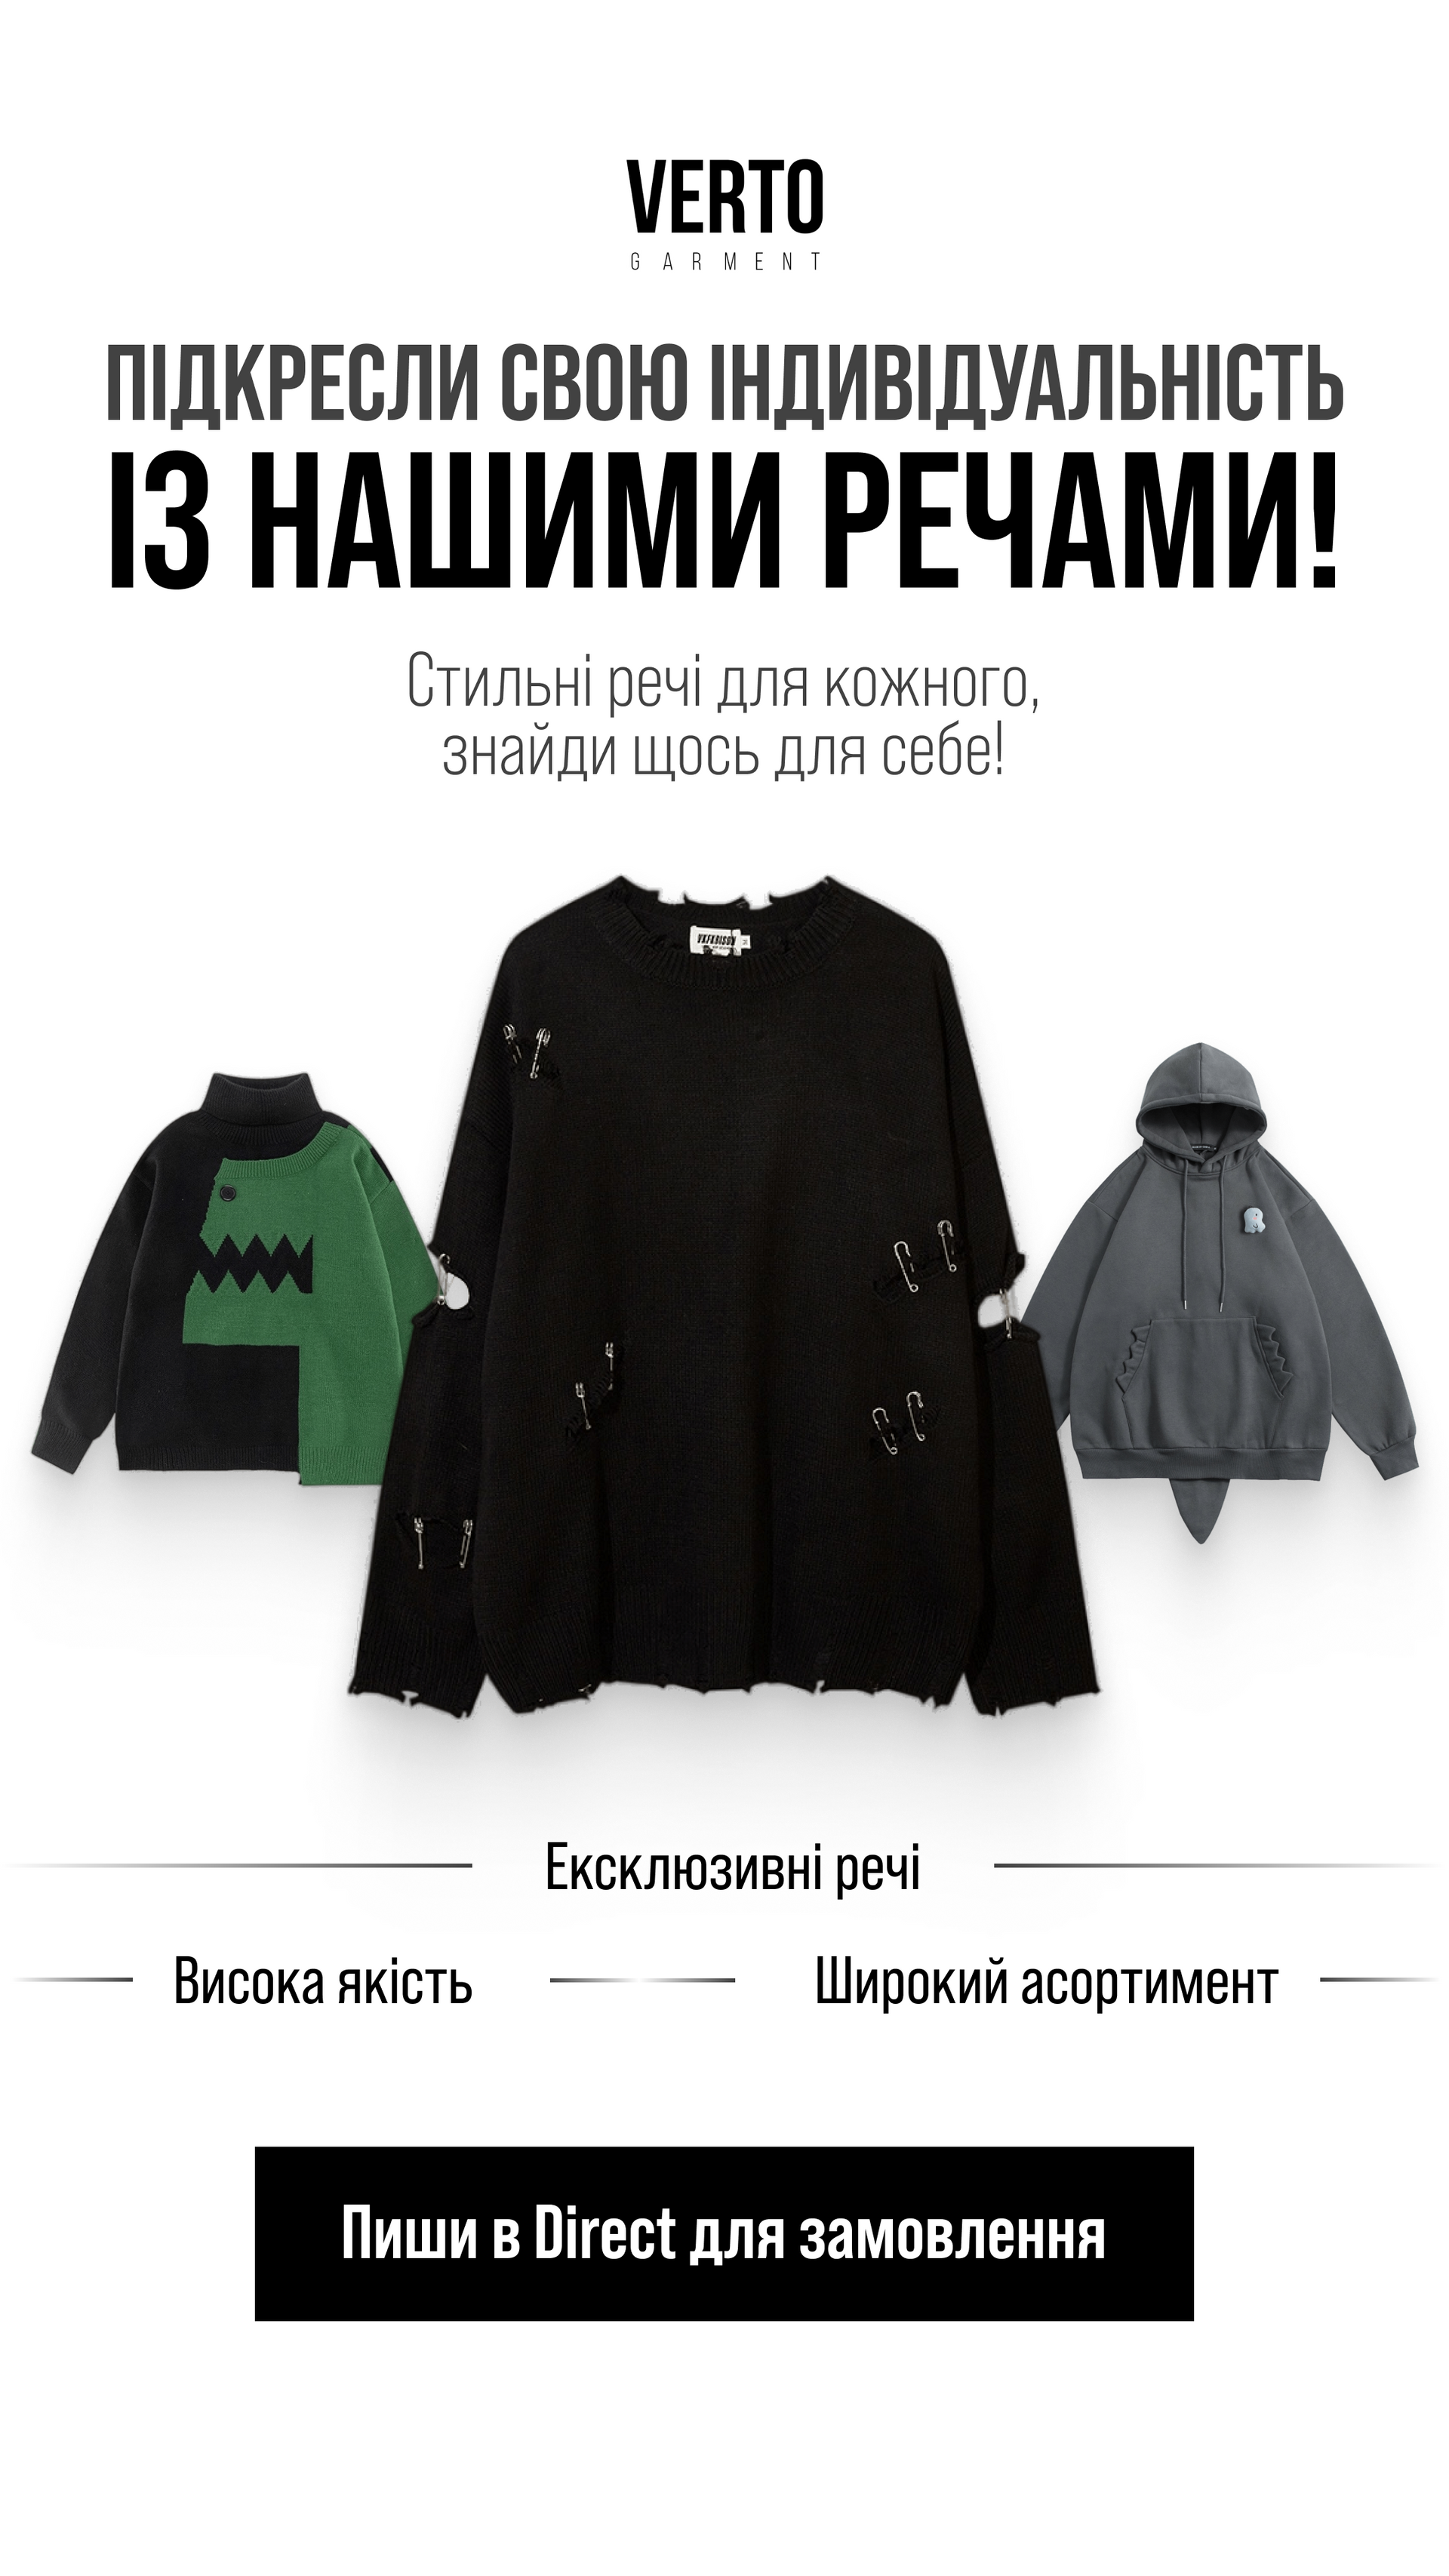 VERTO
GARMENT
ПІДКРЕСЛИ СВОЮ ІНДИВІДУАЛЬНІСТЬ
ІЗ НАШИМИ РЕЧАМИ!
Стильні речі для кожного,
знайди щось для себе!
Ексклюзивні речі
Висока якість
Широкий асортимент
Пиши в Direct для замовлення